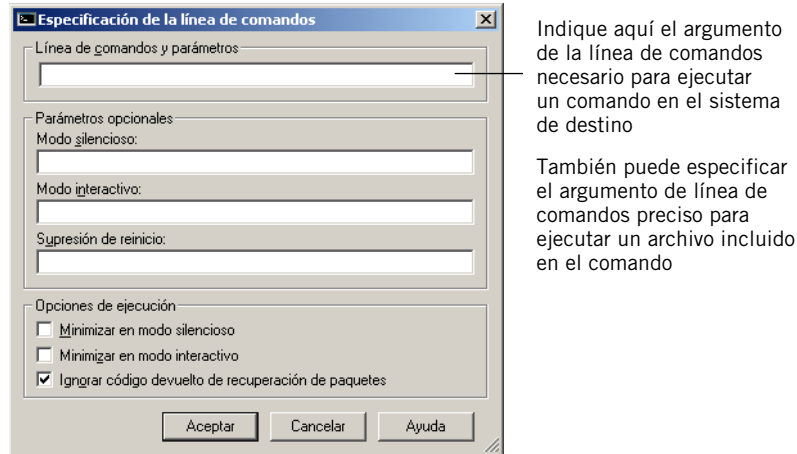 Especificación de la línea de comandos
Línea de comandos y parámetros
Parámetros opcionales
Modo silencioso:
Modo interactivo:
Supresión de reinicio:
Opciones de ejecución
Minimizar en modo silencioso
Minimizar en modo interactivo
Ignorar código devuelto de recuperación de paquetes
Aceptar
Cancelar
Ayuda
Indique aquí el argumento
de la línea de comandos
necesario para ejecutar
un comando en el sistema
de destino
También puede especificar
el argumento de línea de
comandos preciso para
ejecutar un archivo incluido
en el comando